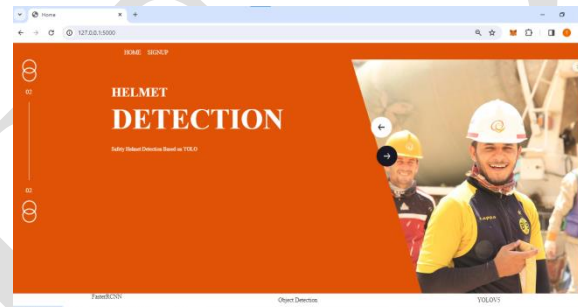 Home
127.0.0.1:5000
HOME SIGNUP
01
HELMET
DETECTION
Safety Helmet Detection Based on YOLO
02
FasterRCNN
Object Detection
YOLOV5